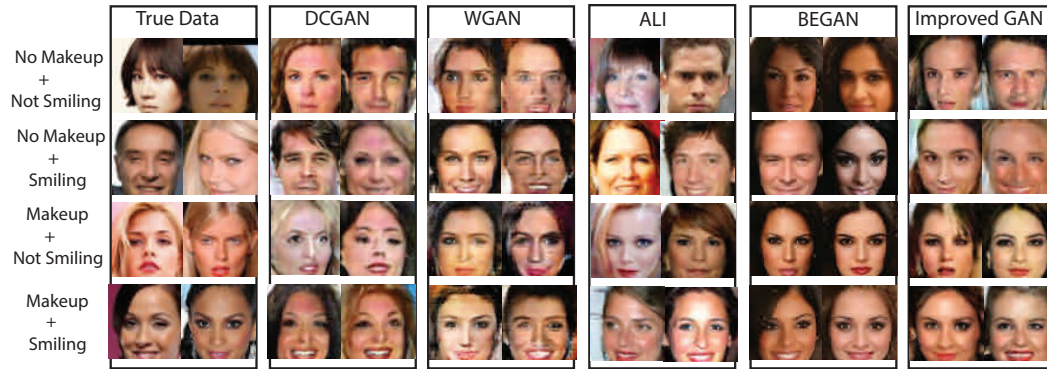 True Data
DCGAN
WGAN
ALI
BEGAN
Improved GAN
No Makeup
+
Not Smiling
No Makeup
+
Smiling
Makeup
+
Not Smiling
Makeup
+
Smiling